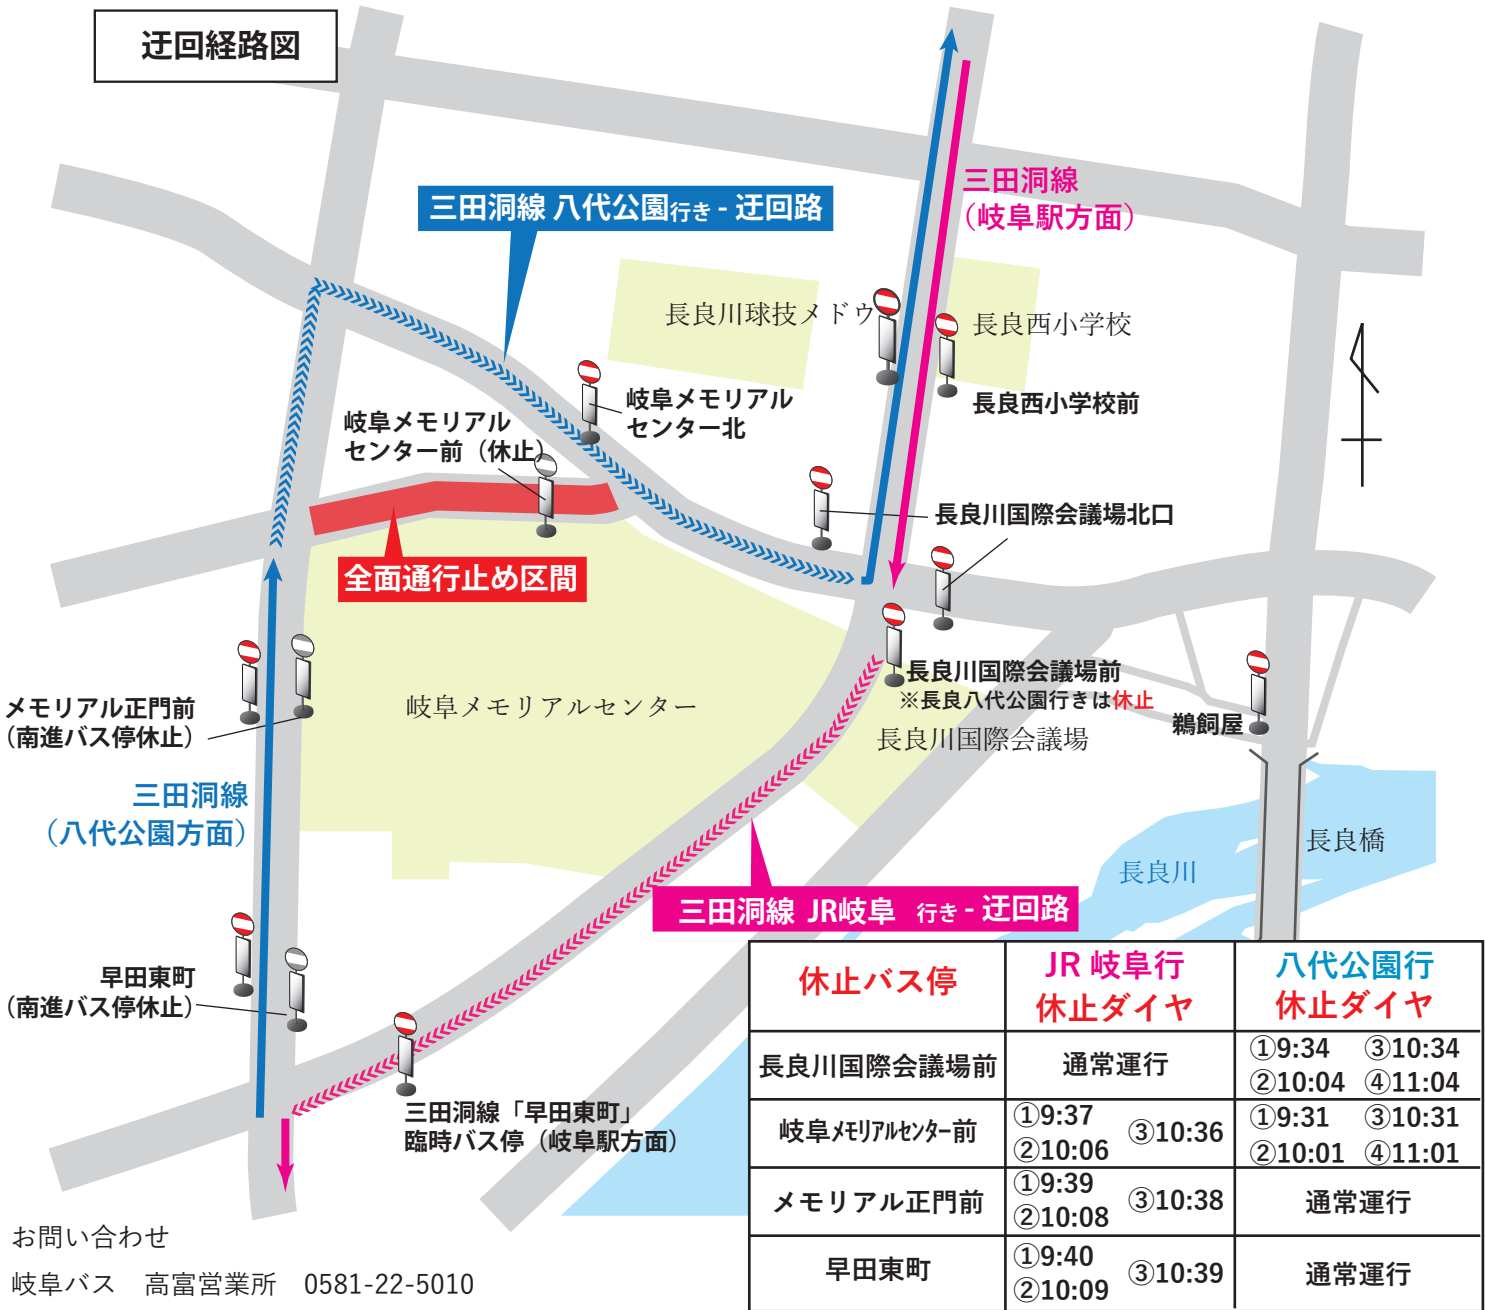 迂回経路図
三田洞線 八代公園行き - 迂回路
三田洞線
（岐阜駅方面）
長良川球技メドウ
長良西小学校
長良西小学校前
岐阜メモリアル
センター北
岐阜メモリアル
センター前（休止）
長良川国際会議場北口
全面通行止め区間
メモリアル正門前
（南進バス停休止）
岐阜メモリアルセンター
長良川国際会議場前
※長良八代公園行きは休止
長良川国際会議場
鵜飼屋
三田洞線
（八代公園方面）
長良橋
長良川
三田洞線 JR岐阜 行き - 迂回路
早田東町
（南進バス停休止）
三田洞線「早田東町」
臨時バス停（岐阜駅方面）
休止バス停
JR 岐阜行
休止ダイヤ
八代公園行
休止ダイヤ
長良川国際会議場前
通常運行
①9:34 ③10:34
②10:04 ④11:04
岐阜メモリアルセンター前
①9:37
②10:06
③10:36
①9:31 ③10:31
②10:01 ④11:01
メモリアル正門前
①9:39
②10:08
③10:38
通常運行
早田東町
①9:40
②10:09
③10:39
通常運行
お問い合わせ
岐阜バス 高富営業所 0581-22-5010